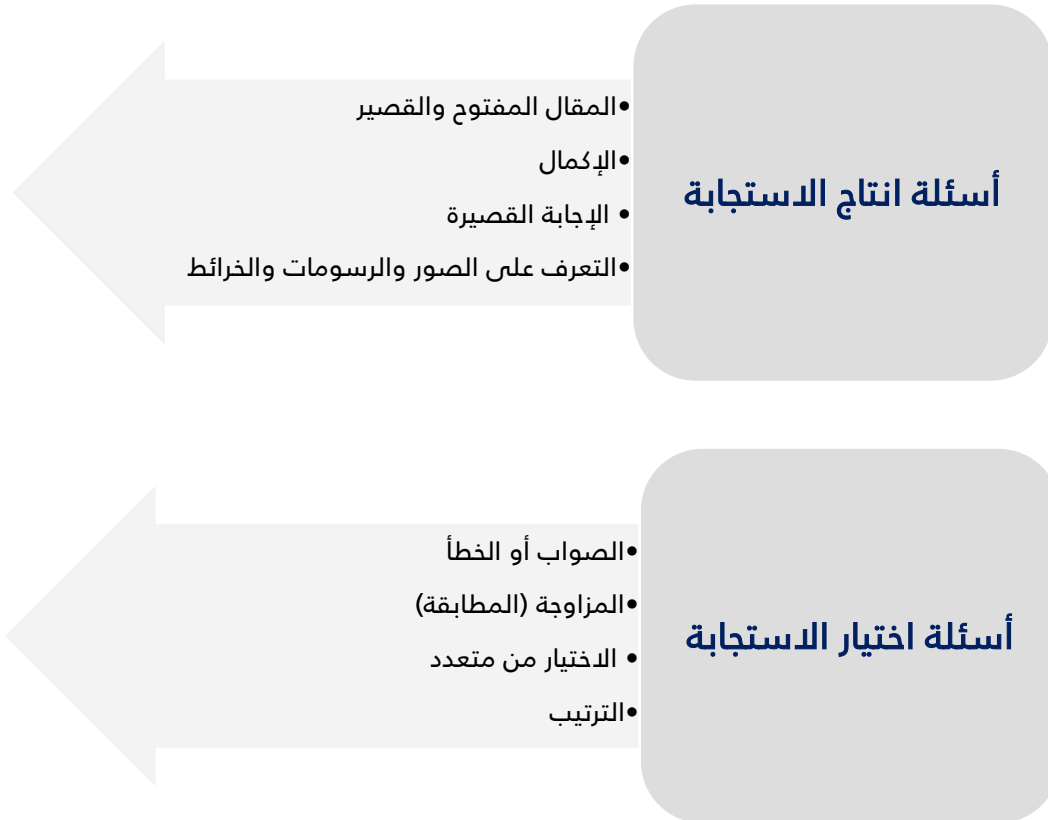 أسئلة انتاج الاستجابة
•المقال المفتوح والقصير
•الإكمال
• الإجابة القصيرة
•التعرف على الصور والرسومات والخرائط
أسئلة اختيار الاستجابة
•الصواب أو الخطأ
•المزاوجة (المطابقة)
• الاختيار من متعدد
•الترتيب